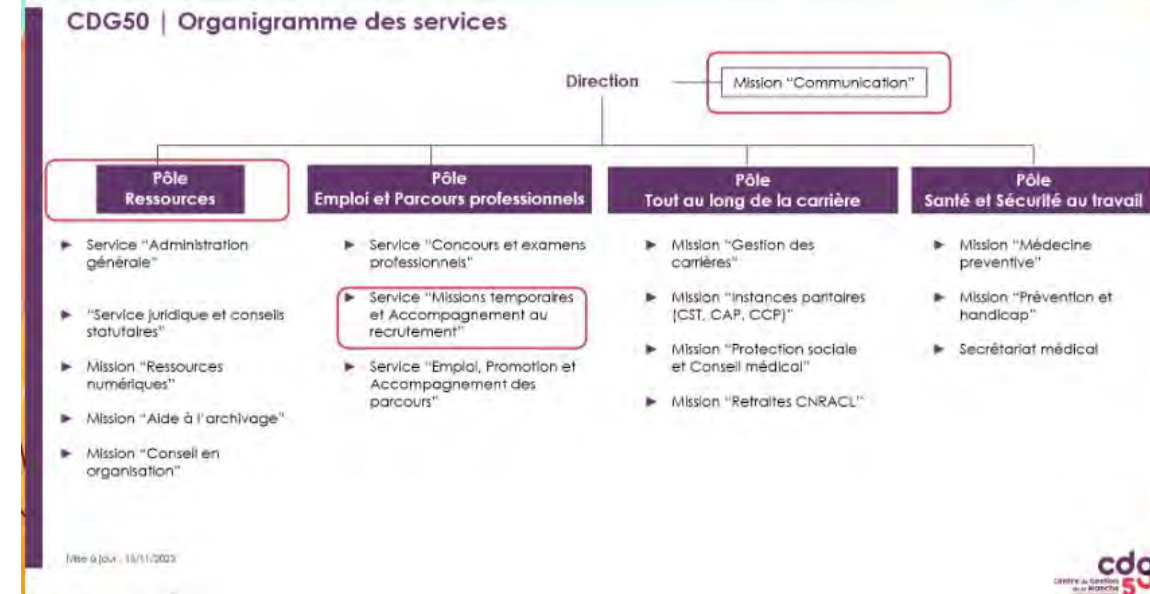 CDG50 | Organigramme des services
Direction
Mission "Communication"
Pôle
Ressources
Service "Administration
générale"
"Service juridique et conseils
statutaires"
Mission "Ressources
numériques"
Mission "Aide à l'archivage"
Mission "Conseil en
organisation"
Pôle
Emploi et Parcours professionnels
Service "Concours et examens
professionnels"
Service "Missions temporaires
et Accompagnement au
recrutement"
Service "Emploi, Promotion et
Accompagnement des
parcours"
Pôle
Tout au long de la carrière
Mission "Gestion des
carrières"
Mission "Instances paritaires
(CST, CAP, CCP)"
Mission "Protection sociale
et Conseil médical"
Mission "Retraites CNRACL"
Pôle
Santé et Sécurité au travail
Mission "Médecine
preventive"
Mission "Prévention et
handicap"
Secrétariat médical
Mise à jour :
cdg
Centre de Gestion
de la Manche